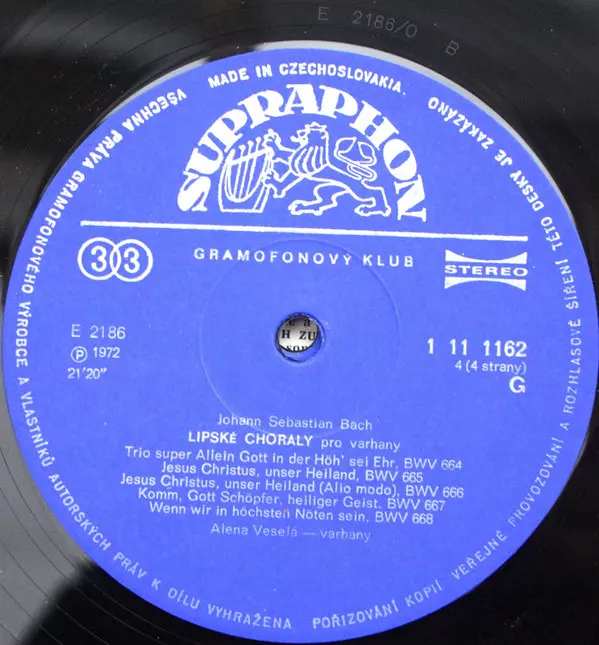 E 2186/0 B
VŠECHNA PRÁVA GRAMOFONOVÉHO VÝROBCE A VLASTNÍKŮ AUTORSKÝCH PRÁV K DÍLU VYHRAŽENA POŘIZOVÁNÍ KOPIÍ VEŘEJNÉ PROVOZOVÁNÍ A ROZHLASOVÉ ŠÍŘENÍ TÉTO DESKY JE ZAKÁZÁNO
MADE IN CZECHOSLOVAKIA.
SUPRAPHON
33
GRAMOFONOVÝ KLUB
STEREO
E 2186
℗ 1972
21'20"
1 11 1162
4 (4 strany)
G
H ZU
Johann Sebastian Bach
LIPSKÉ CHORÁLY pro varhany
Trio super Allein Gott in der Höh' sei Ehr, BWV 664
Jesus Christus, unser Heiland, BWV 665
Jesus Christus, unser Heiland (Alio modo), BWV 666
Komm, Gott Schöpfer, heiliger Geist, BWV 667
Wenn wir in höchsten Nöten sein, BWV 668
Alena Veselá — varhany